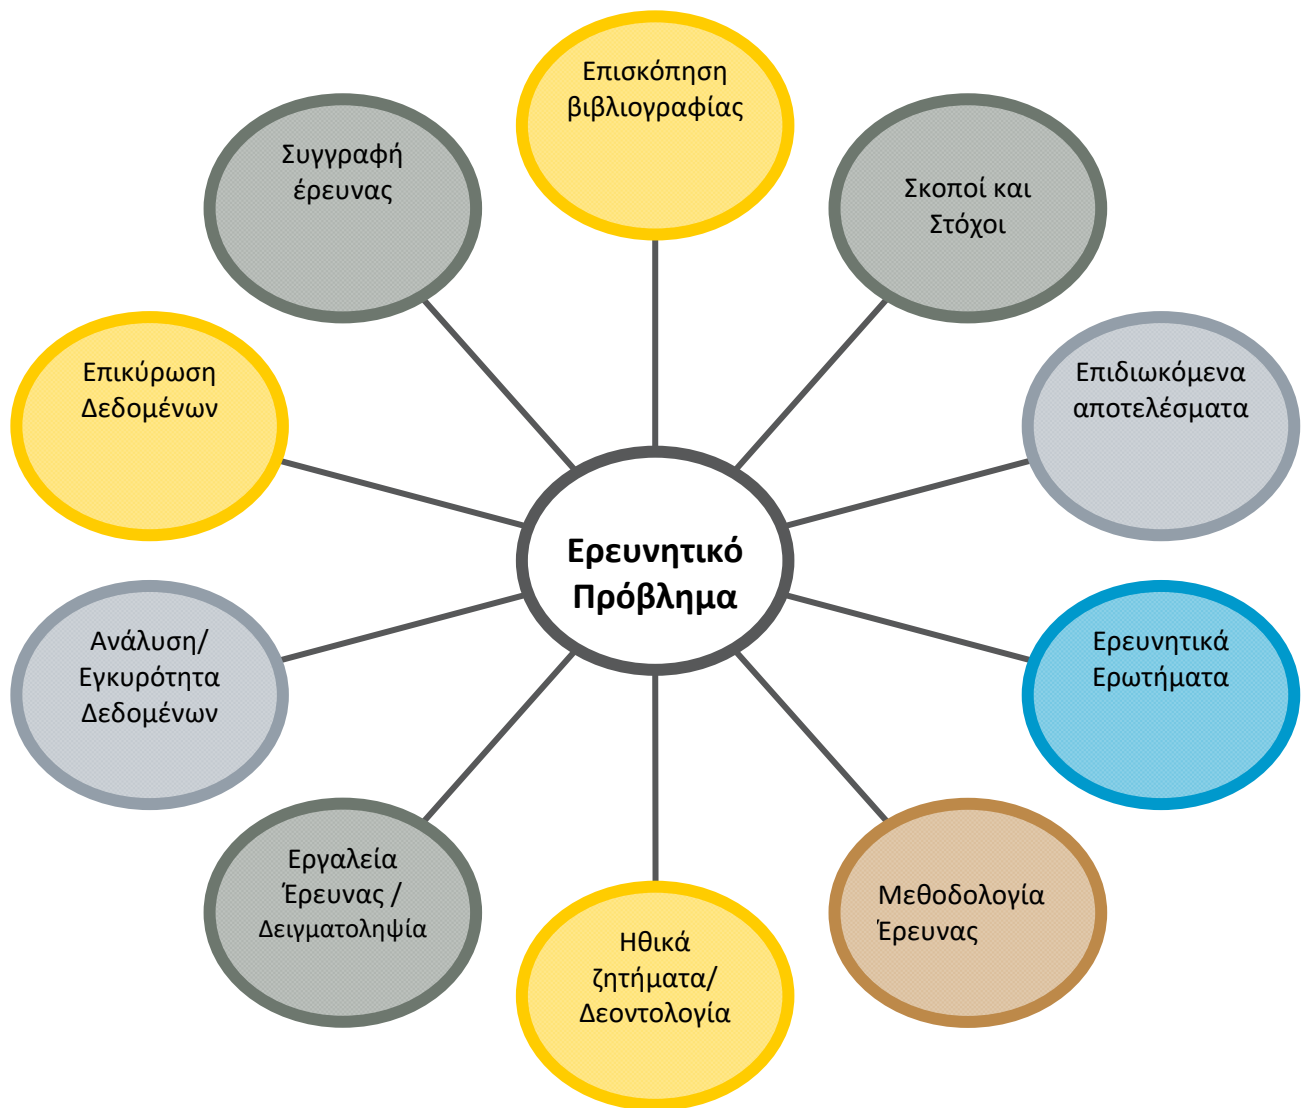 Επισκόπηση
βιβλιογραφίας
Σκοποί και
Στόχοι
Επιδιωκόμενα
αποτελέσματα
Ερευνητικά
Ερωτήματα
Μεθοδολογία
Έρευνας
Ηθικά
ζητήματα/
Δεοντολογία
Εργαλεία
Έρευνας /
Δειγματοληψία
Ανάλυση/
Εγκυρότητα
Δεδομένων
Επικύρωση
Δεδομένων
Συγγραφή
έρευνας
Ερευνητικό
Πρόβλημα